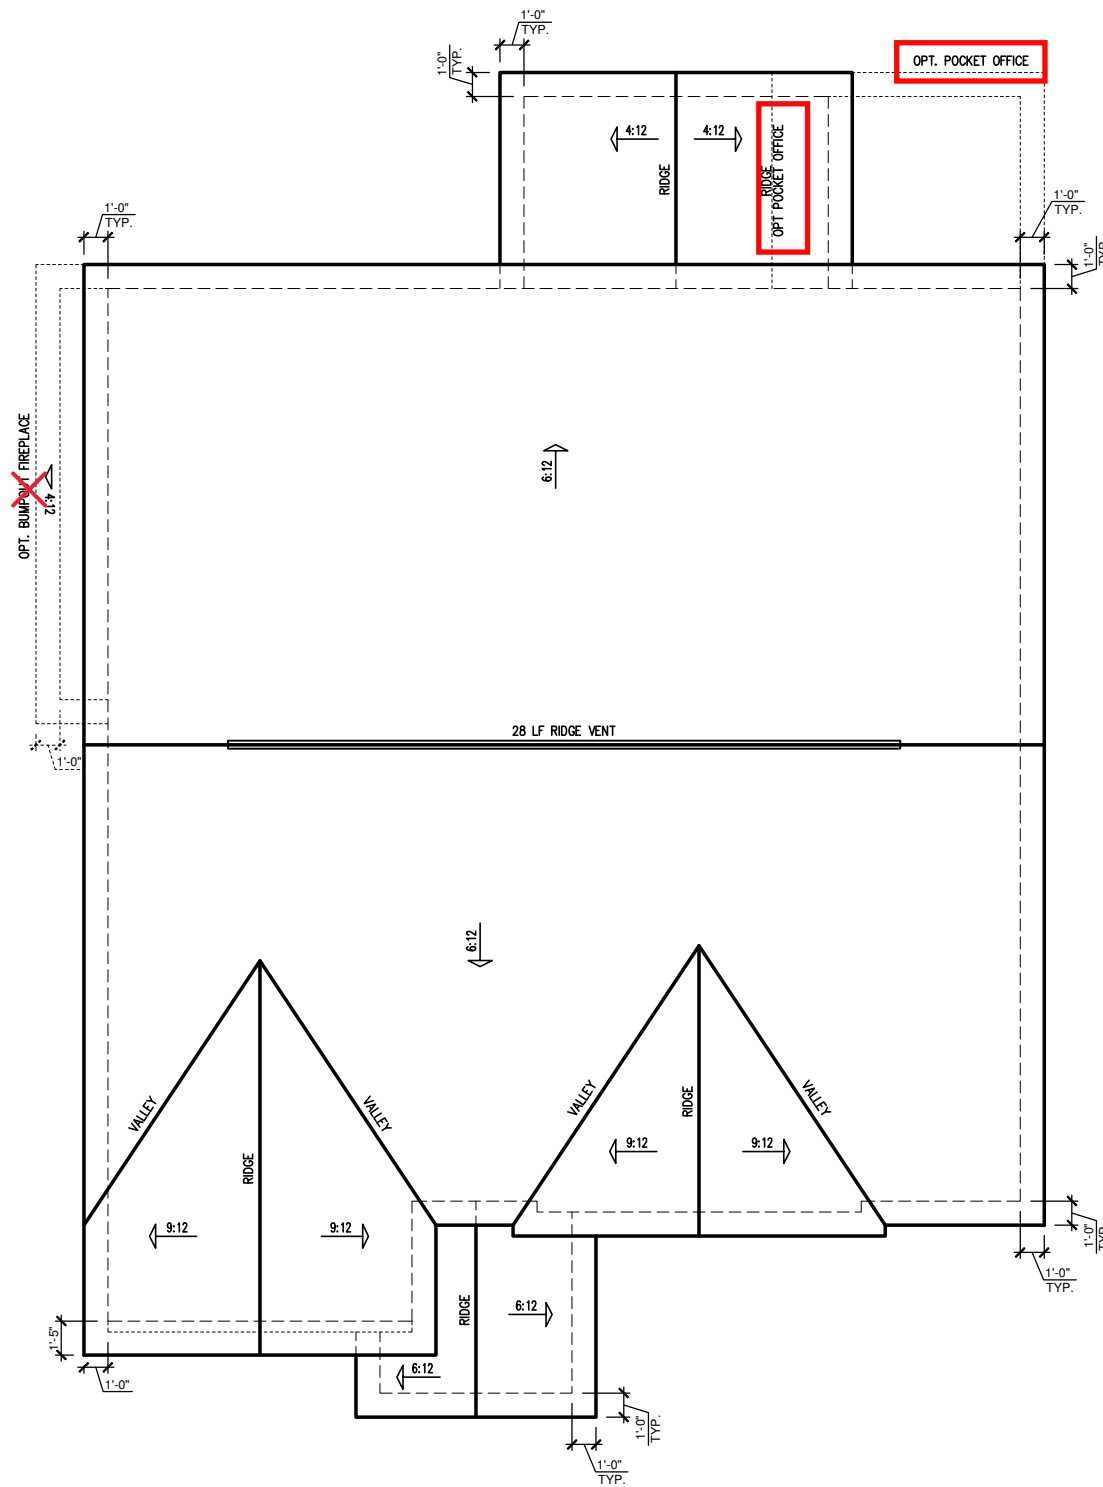 1'-0"
TYP.
1'-0"
TYP.
OPT. POCKET OFFICE
4:12
4:12
RIDGE
RIDGE
OPT POCKET OFFICE
1'-0"
TYP.
1'-0"
TYP.
1'-0"
TYP.
OPT. BUMPOUT FIREPLACE
4:12
6:12
28 LF RIDGE VENT
1'-0"
6:12
VALLEY
VALLEY
RIDGE
9:12
9:12
VALLEY
VALLEY
RIDGE
9:12
9:12
1'-0"
TYP.
1'-0"
TYP.
RIDGE
6:12
6:12
1'-5"
1'-0"
1'-0"
TYP.
1'-0"
TYP.